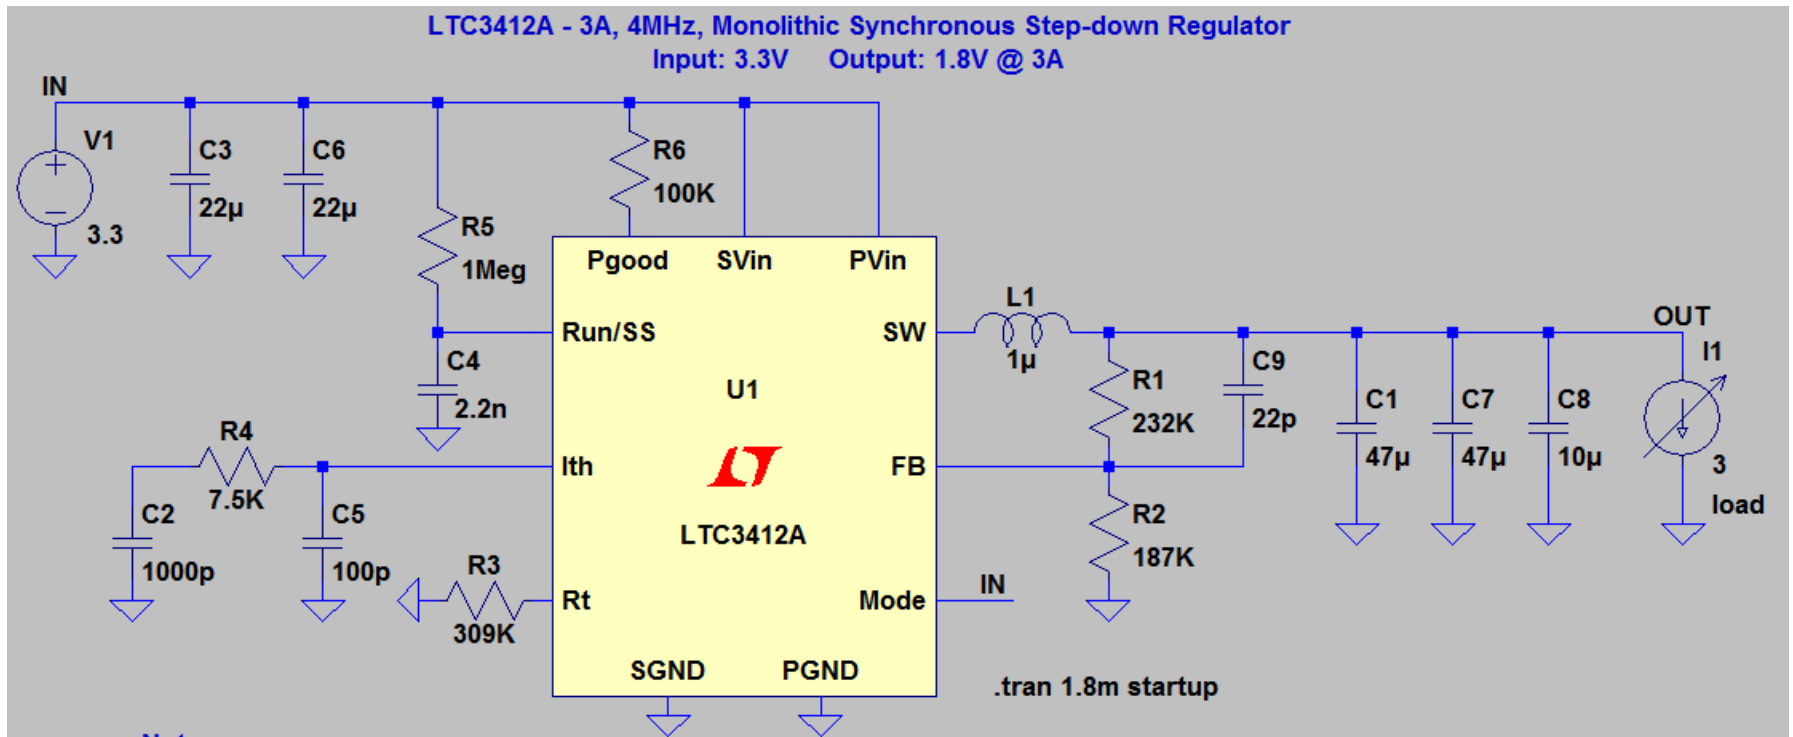 LTC3412A - 3A, 4MHz, Monolithic Synchronous Step-down Regulator
Input: 3.3V Output: 1.8V @ 3A
IN
V1
3.3
C3
22µ
C6
22µ
R5
1Meg
R6
100K
Pgood
SVin
PVin
Run/SS
SW
L1
1µ
OUT
I1
3
load
C4
2.2n
U1
R1
232K
C9
22p
C1
47µ
C7
47µ
C8
10µ
R4
7.5K
Ith
FB
C2
1000p
C5
100p
LTC3412A
R2
187K
R3
309K
Rt
Mode
IN
SGND
PGND
.tran 1.8m startup